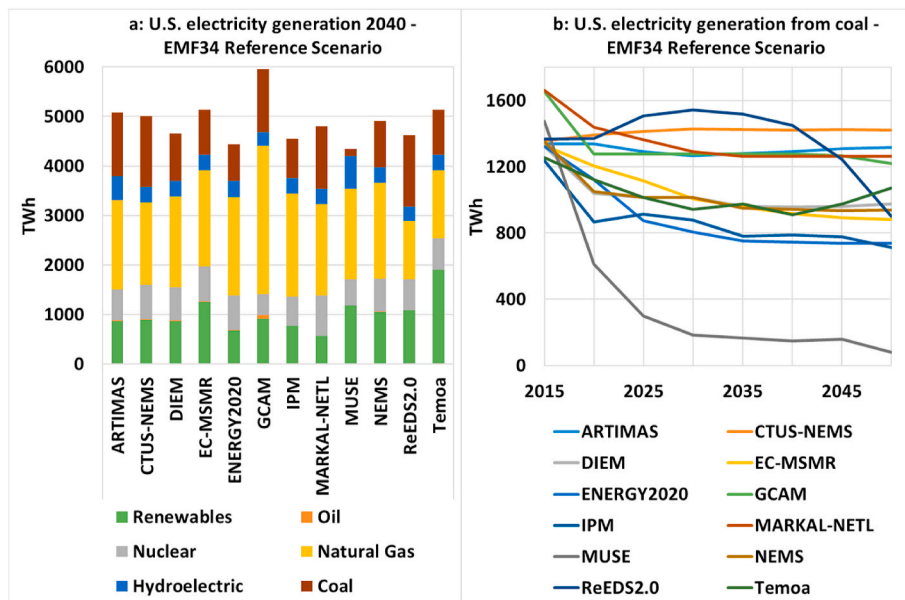 a: U.S. electricity generation 2040 -
EMF34 Reference Scenario
TWh
6000
5000
4000
3000
2000
1000
0
ARTIMAS
CTUS-NEMS
DIEM
EC-MSMR
ENERGY2020
GCAM
IPM
MARKAL-NETL
MUSE
NEMS
ReEDS2.0
Temoa
Renewables
Oil
Nuclear
Natural Gas
Hydroelectric
Coal
b: U.S. electricity generation from coal -
EMF34 Reference Scenario
TWh
1600
1200
800
400
0
2015
2025
2035
2045
ARTIMAS
CTUS-NEMS
DIEM
EC-MSMR
ENERGY2020
GCAM
IPM
MARKAL-NETL
MUSE
NEMS
ReEDS2.0
Temoa